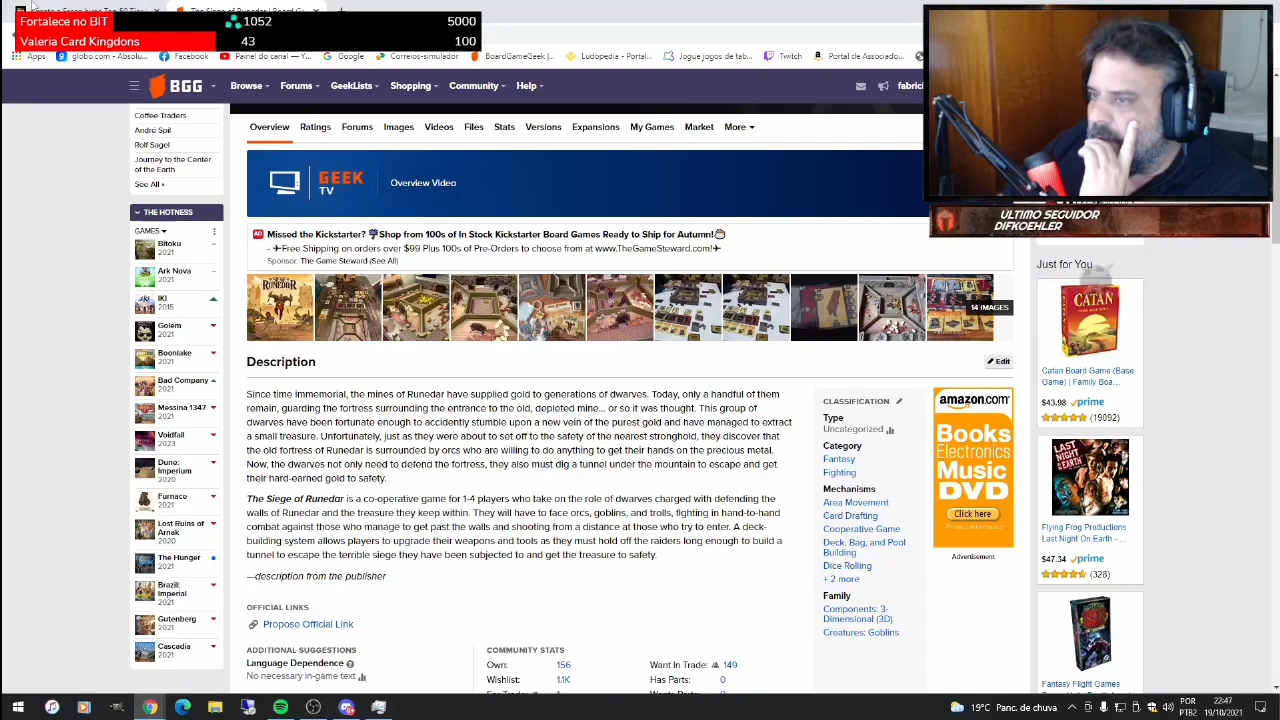 The Siege of Runedar | Board Ga
Fortalece no BIT 1052 5000
Valeria Card Kingdons 43 100
Apps globo.com - Absolu... Facebook Painel do canal — Y... Google Correios-simulador BoardGameGeek |... Ludopedia - Portal... Jogue jogos de tab... Twitch Portal de Associado...
BGG Browse Forums GeekLists Shopping Community Help fabrici
Coffee Traders
André Spil
Rolf Sagel
Journey to the Center
of the Earth
See All »
THE HOTNESS
GAMES
Bitoku
2021
Ark Nova
2021
IKI
2015
Golem
2021
Boonlake
2021
Bad Company
2021
Messina 1347
2021
Voidfall
2023
Dune:
Imperium
2020
Furnace
2021
Lost Ruins of
Arnak
2020
The Hunger
2021
Brazil:
Imperial
2021
Gutenberg
2021
Cascadia
2021
Overview Ratings Forums Images Videos Files Stats Versions Expansions My Games Market More
GEEK
TV
Overview Video
AD Missed the Kickstarter? Shop from 100s of In Stock Kickstarter Board Games Ready to Ship for Autumn!
- Free Shipping on orders over $99 Plus 100s of Pre-Orders to choose from at www.TheGameSteward.com!
Sponsor: The Game Steward (See All)
14 IMAGES
Description
Edit
Since time immemorial, the mines of Runedar have supplied gold to generations of dwarves. Today, only a handful of them
remain, guarding the fortress surrounding the entrance to the old, depleted mine... or so it was thought. This group of
dwarves have been fortunate enough to accidently stumble upon a new vein of the purest gold and have managed to extract
a small treasure. Unfortunately, just as they were about to set off to the safety of the nearest stronghold, they discover that
the old fortress of Runedar is surrounded by orcs who are willing to do anything to get their hands on the precious metal.
Now, the dwarves not only need to defend the fortress, they also must dig a tunnel under the mountain to escape and get
their hard-earned gold to safety.
The Siege of Runedar is a co-operative game for 1-4 players who take on the role of dwarves charged with defending the
walls of Runedar and the treasure they keep within. They will have to face orcs, goblins, and trolls, fighting in hand-to-hand
combat against those who manage to get past the walls and shooting from a distance at those who try to enter. A deck-
building system allows players to upgrade their weapons and tools as they must hold off the raiders long enough to build a
tunnel to escape the terrible siege they have been subjected to and get the treasure to safety.
—description from the publisher
OFFICIAL LINKS
Propose Official Link
ADDITIONAL SUGGESTIONS
Language Dependence
No necessary in-game text
COMMUNITY STATS
Own: 156
Wishlist: 1.1K
Want In Trade: 149
Has Parts: 0
CLASSIFICATION
Type
Uncategorized
Category
Fantasy
Fighting
Mechanisms
Area Movement
Card Drafting
Cooperative Game
Deck, Bag, and Pool
Building
Dice Rolling
+ 2 more
Family
Components: 3-
Dimensional (3D)
Creatures: Goblins
amazon.com
Books
Electronics
Music
DVD
Click here
Privacy Information
Advertisement
ÚLTIMO SEGUIDOR
DIFKOEHLER
Just for You
CATAN
Catan Board Game (Base
Game) | Family Boa...
$43.98 prime
(19092)
LAST NIGHT ON EARTH
Flying Frog Productions
Last Night On Earth - ...
$47.34 prime
(328)
Fantasy Flight Games
19°C Panc. Mam.
POR
PTB2
22:47
19/10/2021